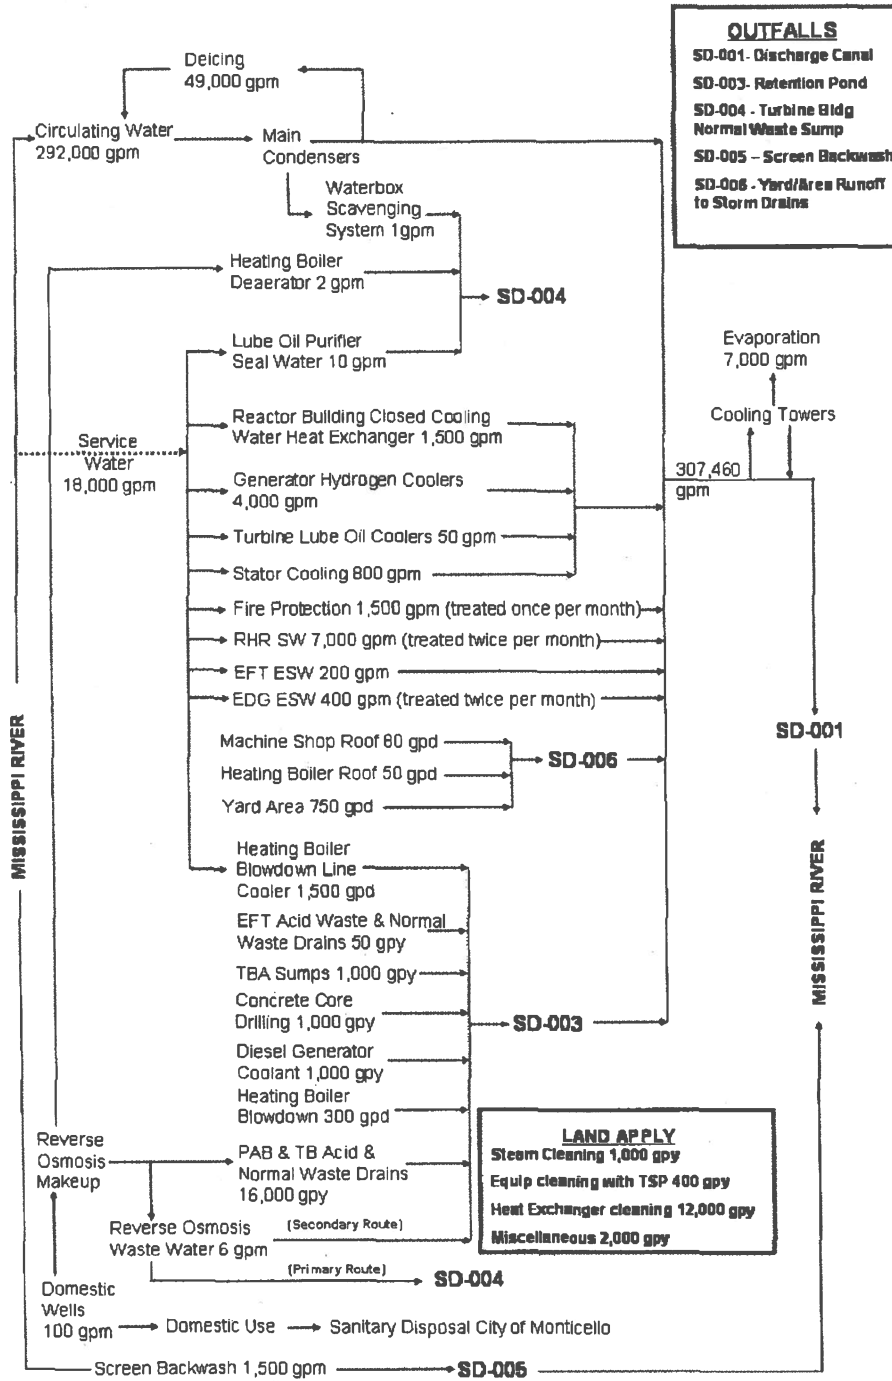 OUTFALLS
SD-001- Discharge Canal
SD-003- Retention Pond
SD-004 - Turbine Bldg
Normal Waste Sump
SD-005 - Screen Backwash
SD-006 - Yard/Area Runoff
to Storm Drains
Deicing
49,000 gpm
Circulating Water
292,000 gpm
Main
Condensers
Waterbox
Scavenging
System 1gpm
Heating Boiler
Deaerator 2 gpm
SD-004
Lube Oil Purifier
Seal Water 10 gpm
Evaporation
7,000 gpm
Cooling Towers
Reactor Building Closed Cooling
Water Heat Exchanger 1,500 gpm
Service
Water
18,000 gpm
307,460
gpm
Generator Hydrogen Coolers
4,000 gpm
Turbine Lube Oil Coolers 50 gpm
Stator Cooling 800 gpm
Fire Protection 1,500 gpm (treated once per month)
RHR SW 7,000 gpm (treated twice per month)
EFT ESW 200 gpm
EDG ESW 400 gpm (treated twice per month)
SD-001
Machine Shop Roof 80 gpd
SD-006
Heating Boiler Roof 50 gpd
Yard Area 750 gpd
MISSISSIPPI RIVER
MISSISSIPPI RIVER
Heating Boiler
Blowdown Line
Cooler 1,500 gpd
EFT Acid Waste & Normal
Waste Drains 50 gpy
TBA Sumps 1,000 gpy
Concrete Core
Drilling 1,000 gpy
SD-003
Diesel Generator
Coolant 1,000 gpy
Heating Boiler
Blowdown 300 gpd
LAND APPLY
Steam Cleaning 1,000 gpy
Equip cleaning with TSP 400 gpy
Heat Exchanger cleaning 12,000 gpy
Miscellaneous 2,000 gpy
Reverse
Osmosis
Makeup
PAB & TB Acid &
Normal Waste Drains
16,000 gpy
Reverse Osmosis
Waste Water 6 gpm
(Secondary Route)
(Primary Route)
SD-004
Domestic
Wells
100 gpm
Domestic Use
Sanitary Disposal City of Monticello
Screen Backwash 1,500 gpm
SD-005